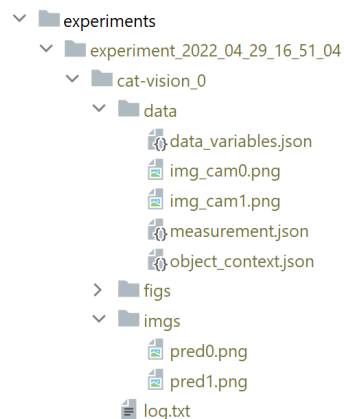 experiments
experiment_2022_04_29_16_51_04
cat-vision_0
data
data_variables.json
img_cam0.png
img_cam1.png
measurement.json
object_context.json
figs
imgs
pred0.png
pred1.png
log.txt